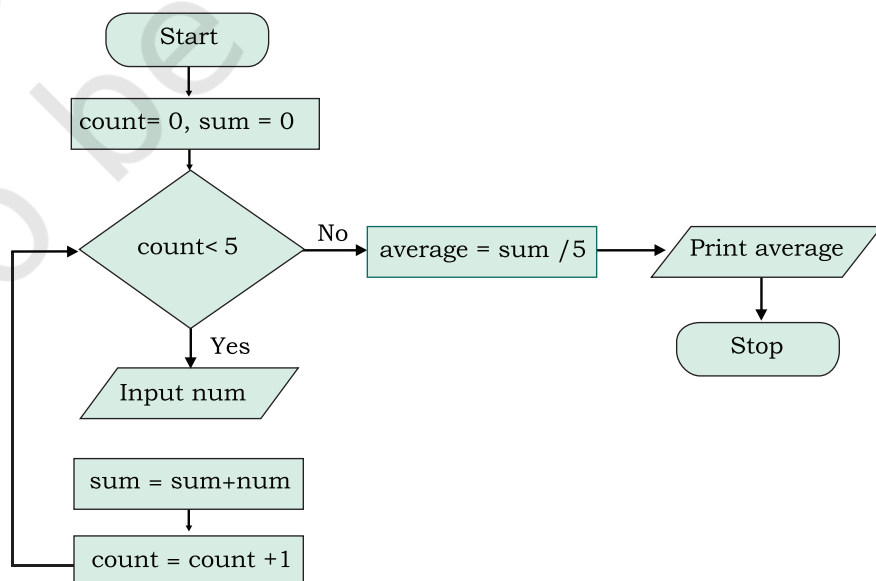 Start
count= 0, sum = 0
count< 5
No
average = sum /5
Print average
Yes
Stop
Input num
sum = sum+num
count = count +1
o be